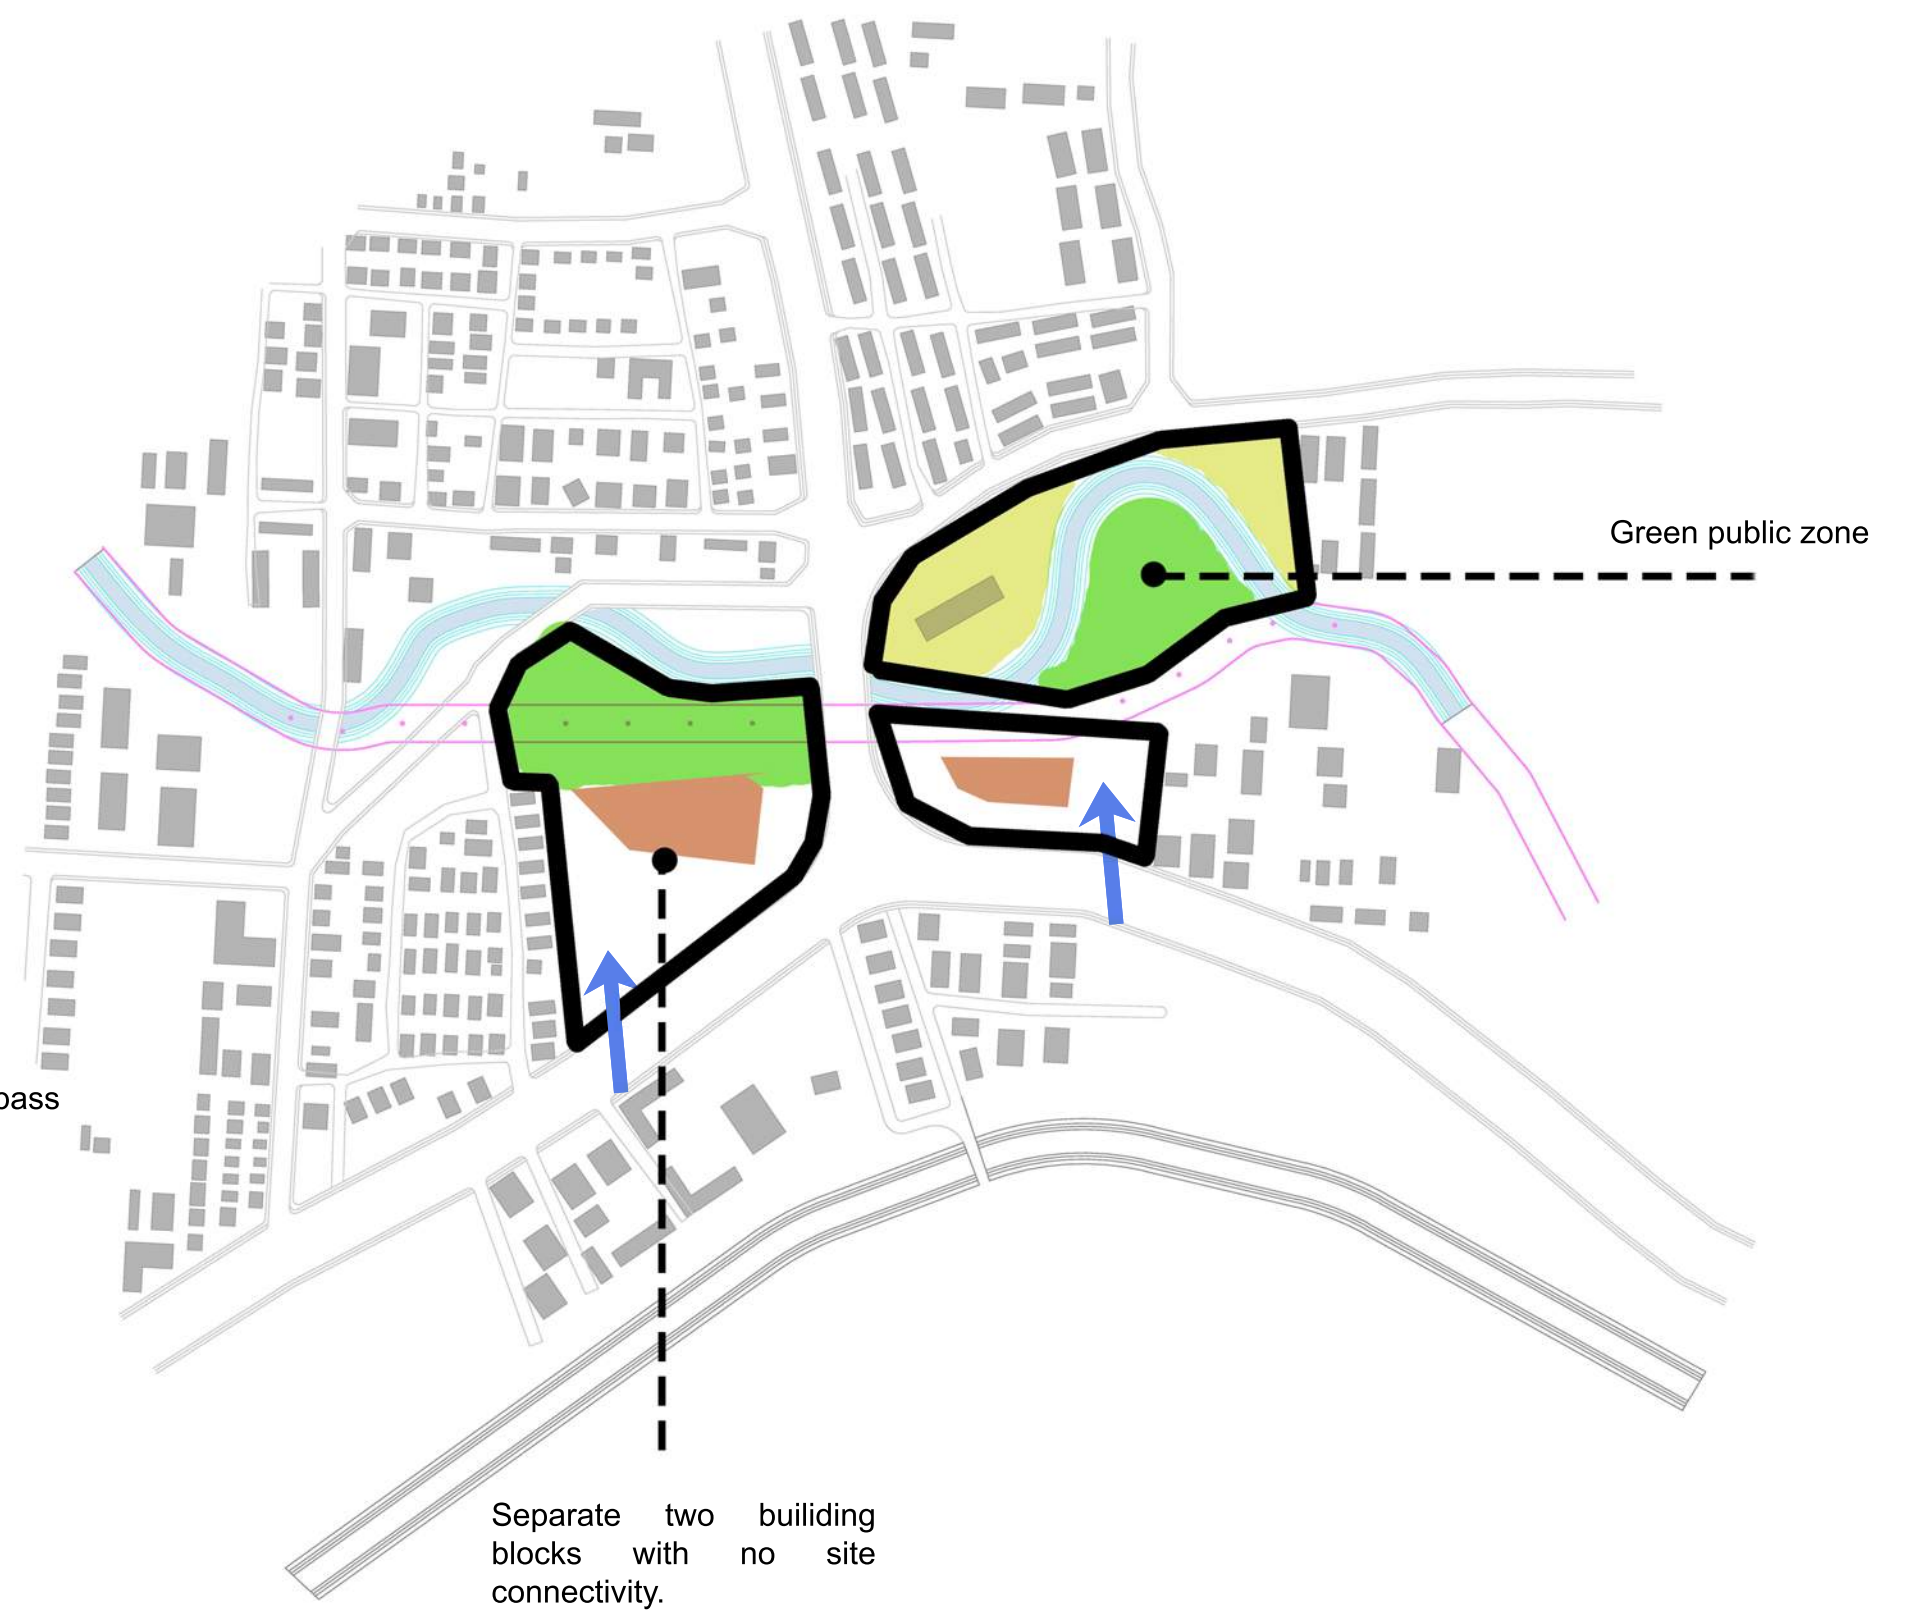 Green public zone
pass
Separate two builiding
blocks with no site
connectivity.